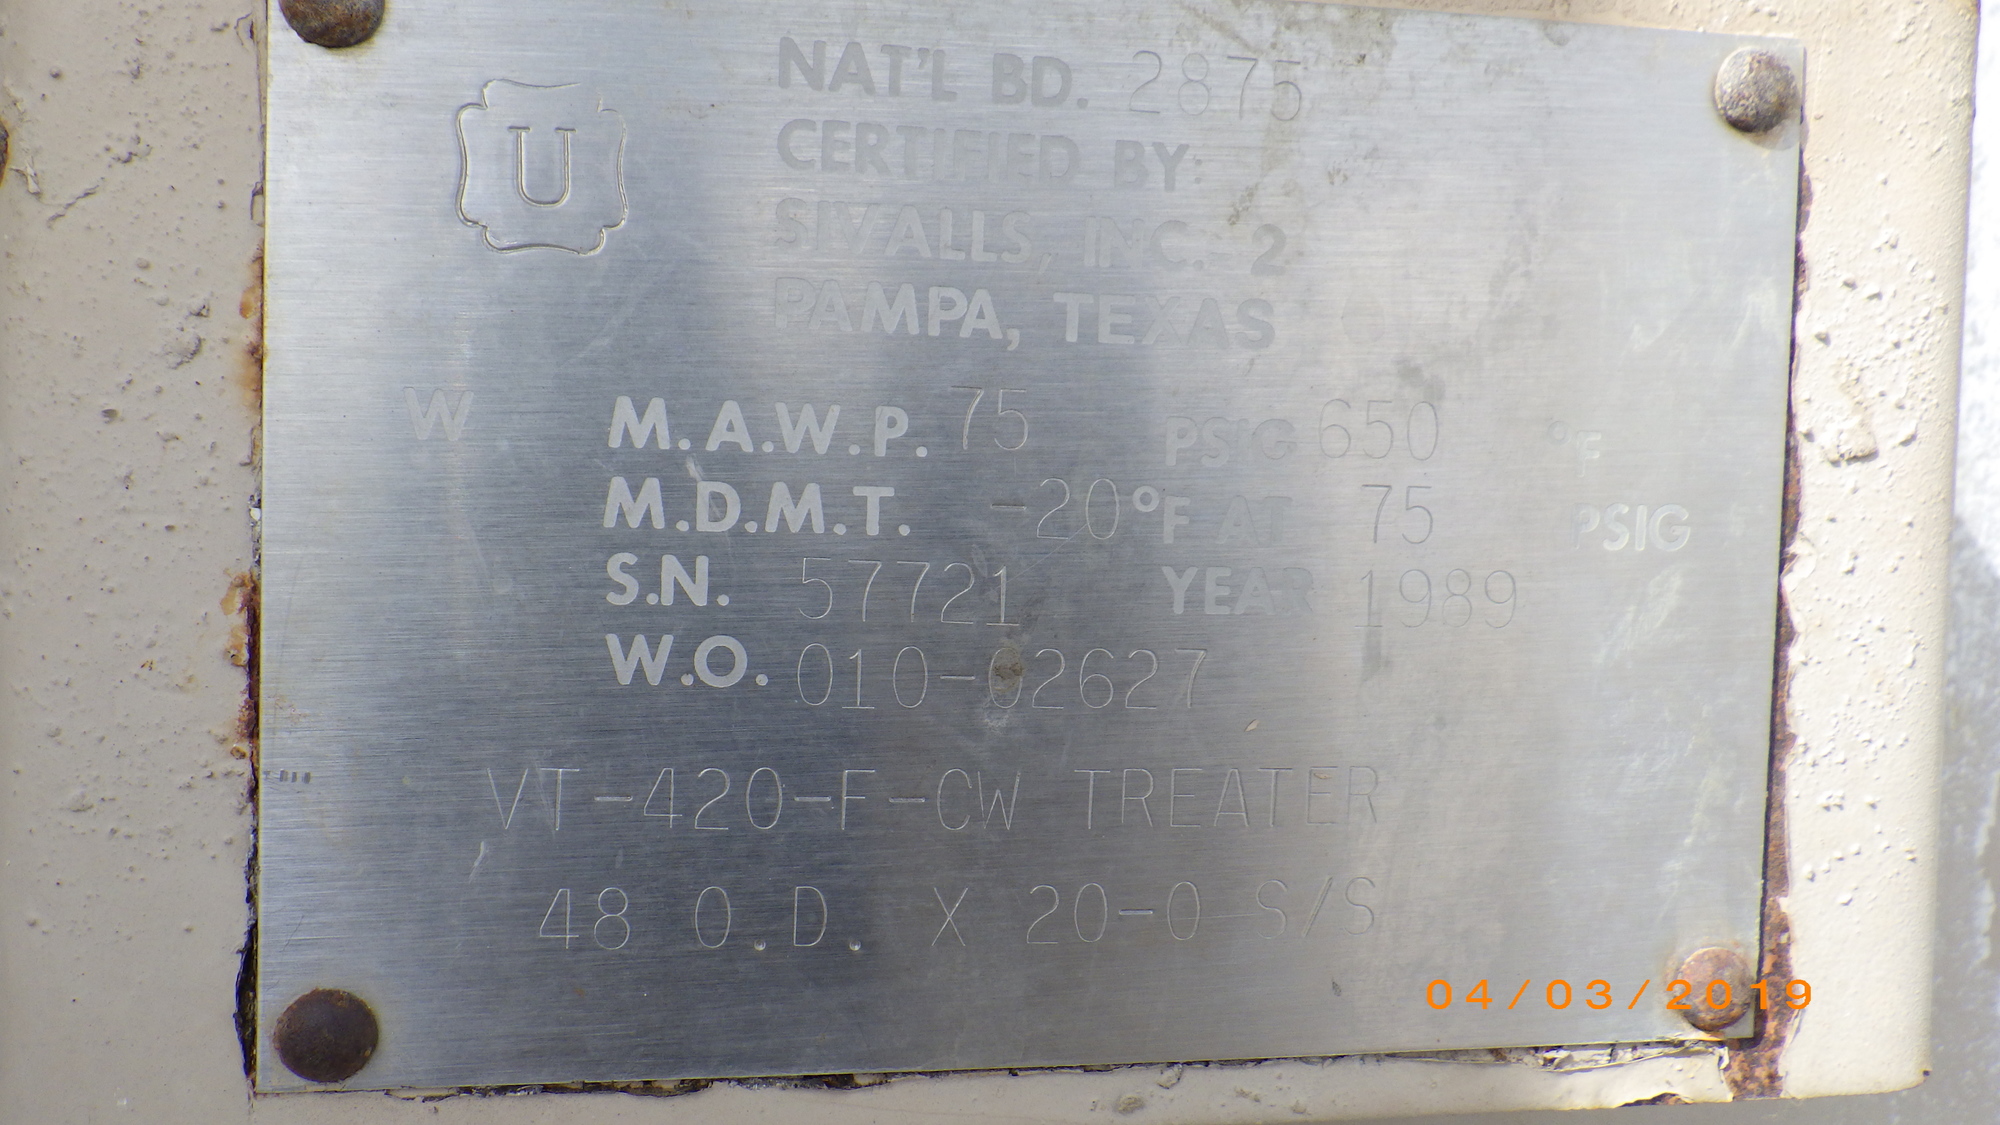 NAT'L BD. 2875
U
CERTIFIED BY:
SIVALLS, INC. 2
PAMPA, TEXAS
W M.A.W.P. 75 PSIG 650 °F
M.D.M.T. -20 °F AT 75 PSIG
S.N. 57721 YEAR 1989
W.O. 010-02627
VT-420-F-CW TREATER
48 O.D. X 20-0 S/S
04/03/2019